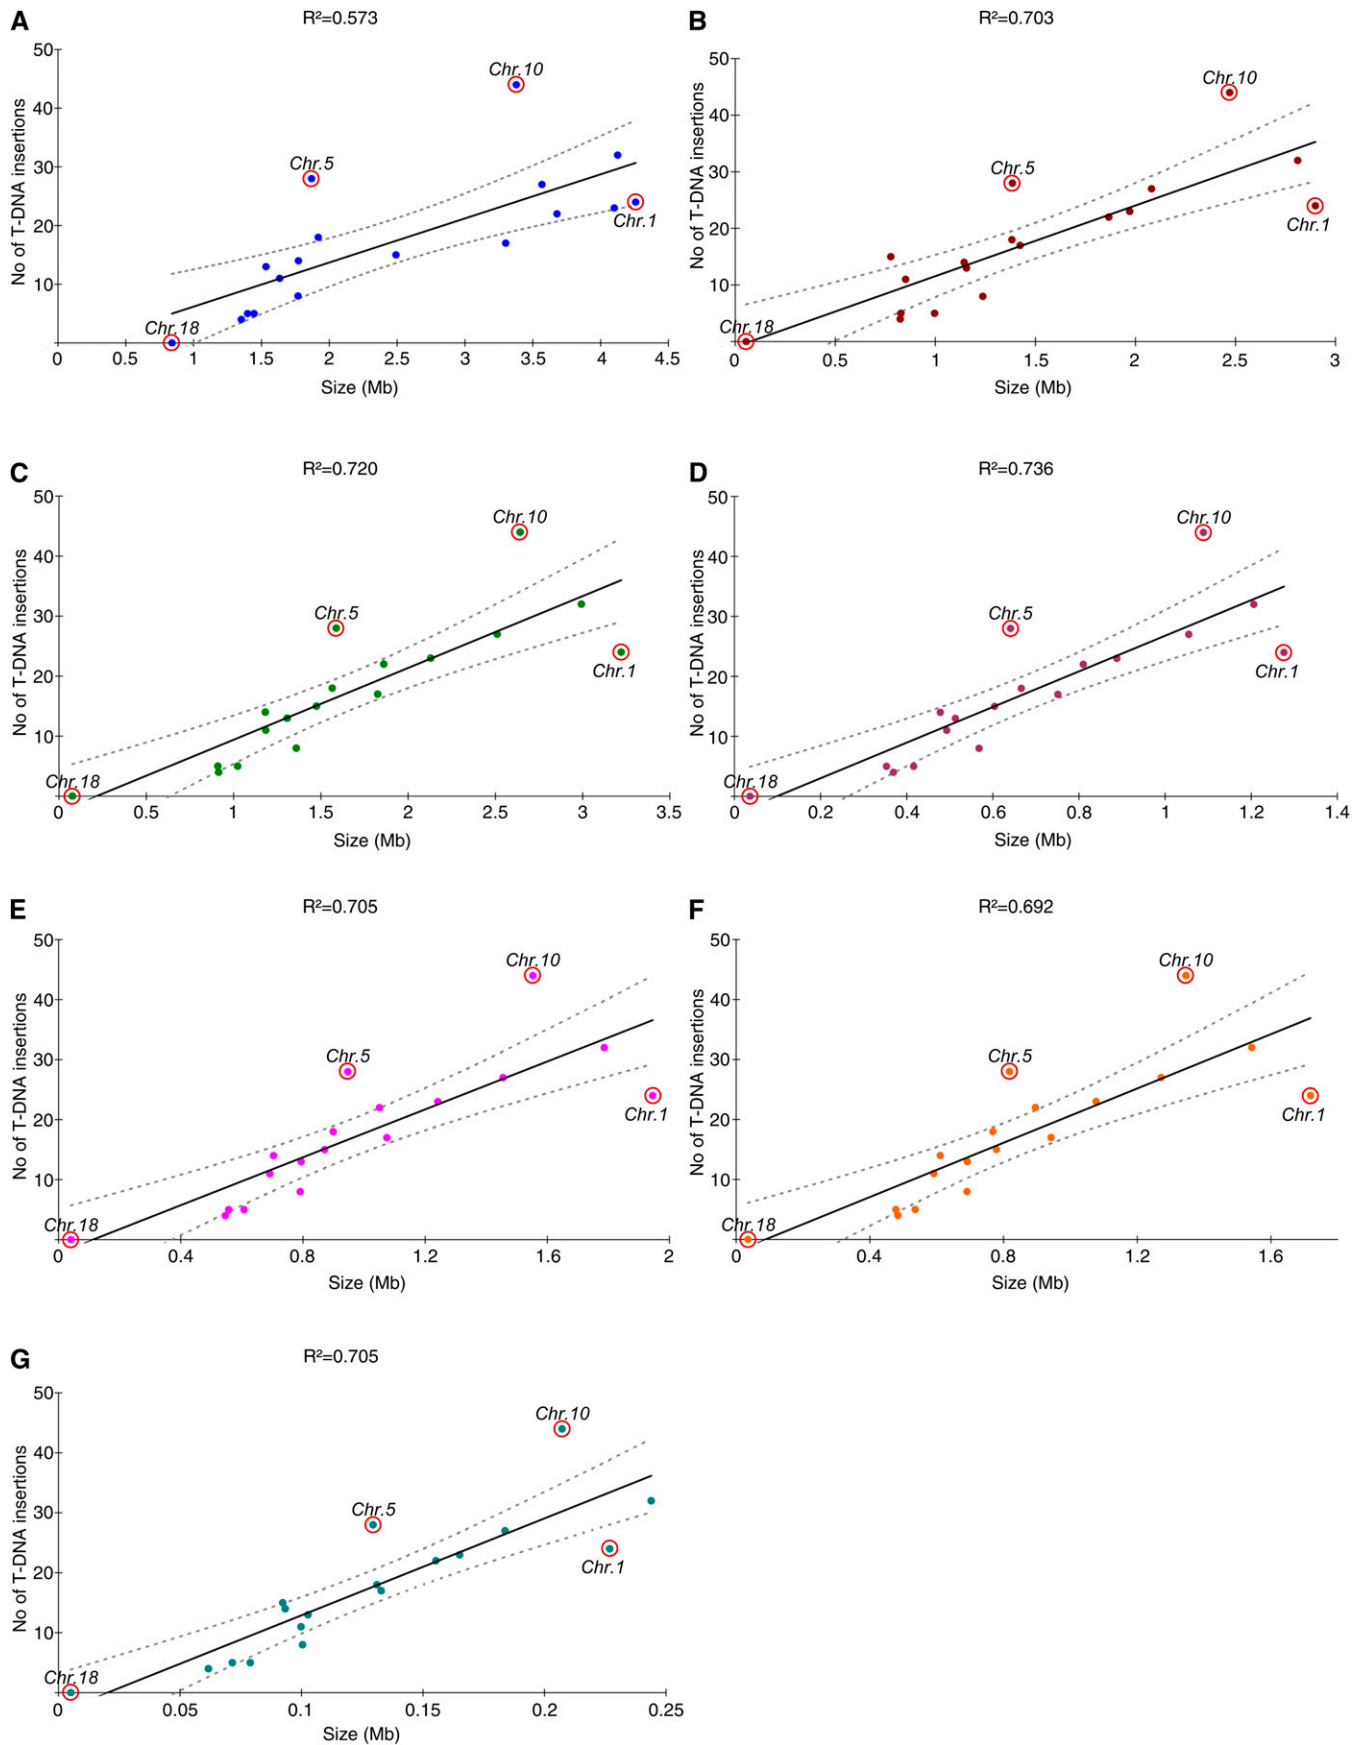 A
R²=0.573
No of T-DNA insertions
50
40
30
20
10
Chr.10
Chr.5
Chr.1
Chr.18
0 0.5 1 1.5 2 2.5 3 3.5 4 4.5
Size (Mb)
B
R²=0.703
No of T-DNA insertions
50
40
30
20
10
Chr.10
Chr.5
Chr.1
Chr.18
0 0.5 1 1.5 2 2.5 3
Size (Mb)
C
R²=0.720
No of T-DNA insertions
50
40
30
20
10
Chr.10
Chr.5
Chr.1
Chr.18
0 0.5 1 1.5 2 2.5 3 3.5
Size (Mb)
D
R²=0.736
No of T-DNA insertions
50
40
30
20
10
Chr.10
Chr.5
Chr.1
Chr.18
0 0.2 0.4 0.6 0.8 1 1.2 1.4
Size (Mb)
E
R²=0.705
No of T-DNA insertions
50
40
30
20
10
Chr.10
Chr.5
Chr.1
Chr.18
0 0.4 0.8 1.2 1.6 2
Size (Mb)
F
R²=0.692
No of T-DNA insertions
50
40
30
20
10
Chr.10
Chr.5
Chr.1
Chr.18
0 0.4 0.8 1.2 1.6
Size (Mb)
G
R²=0.705
No of T-DNA insertions
50
40
30
20
10
Chr.10
Chr.5
Chr.1
Chr.18
0 0.05 0.1 0.15 0.2 0.25
Size (Mb)